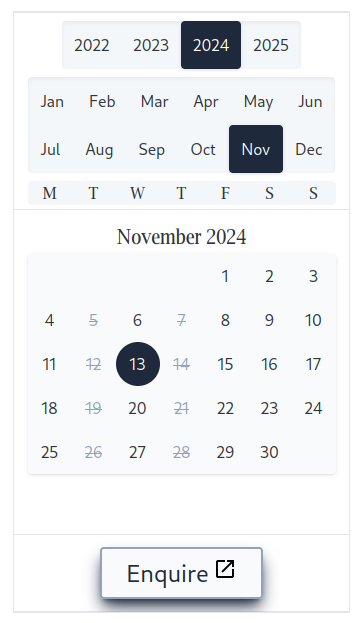 2022 2023 2024 2025
Jan Feb Mar Apr May Jun
Jul Aug Sep Oct Nov Dec
M T W T F S S
November 2024
1 2 3
4 5 6 7 8 9 10
11 12 13 14 15 16 17
18 19 20 21 22 23 24
25 26 27 28 29 30
Enquire